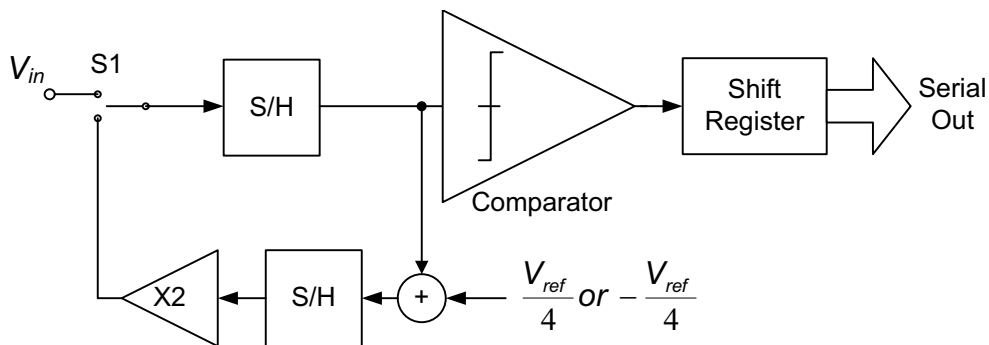 V_in
S1
S/H
Comparator
Shift
Register
Serial
Out
X2
S/H
+
V_ref/4 or − V_ref/4